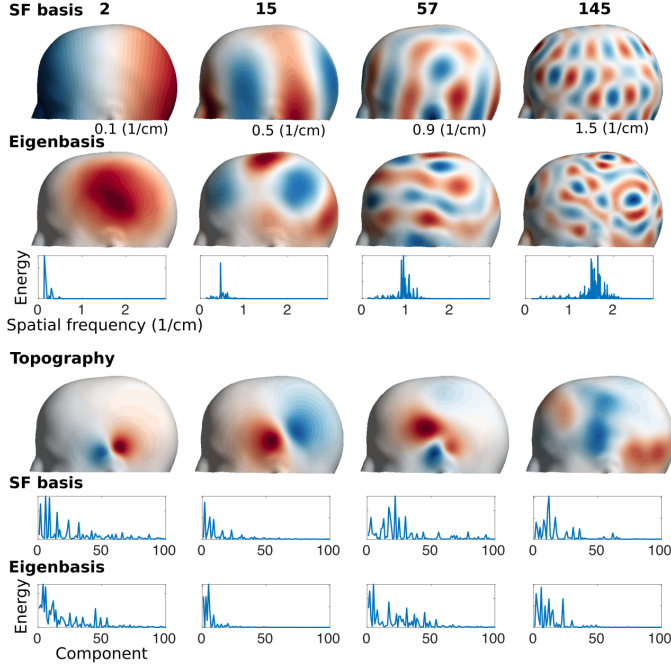 SF basis 2 15 57 145
0.1 (1/cm) 0.5 (1/cm) 0.9 (1/cm) 1.5 (1/cm)
Eigenbasis
Energy
0 1 2 0 1 2 0 1 2 0 1 2
Spatial frequency (1/cm)
Topography
SF basis
0 50 100 0 50 100 0 50 100 0 50 100
Eigenbasis
Energy
0 50 100 0 50 100 0 50 100 0 50 100
Component